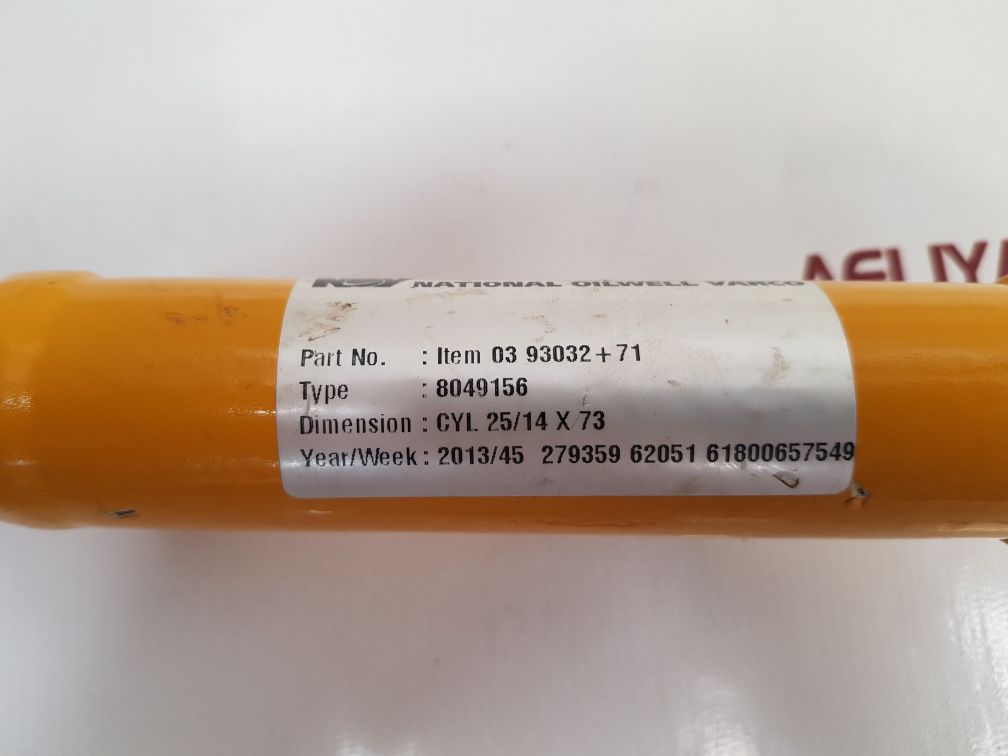 NOV NATIONAL OILWELL VARCO
Part No. : Item 03 93032+71
Type : 8049156
Dimension : CYL 25/14 X 73
Year/Week : 2013/45 279359 62051 61800657549